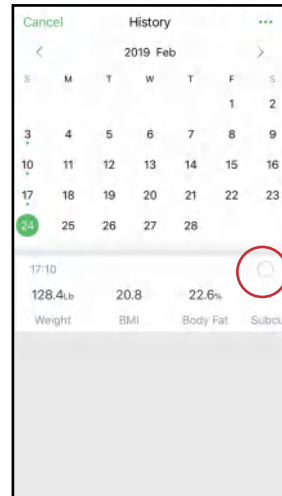 Cancel History ...
< 2019 Feb >
S M T W T F S
1 2
3 4 5 6 7 8 9
10 11 12 13 14 15 16
17 18 19 20 21 22 23
24 25 26 27 28
17:10
128.4Lb 20.8 22.6%
Weight BMI Body Fat Subcu